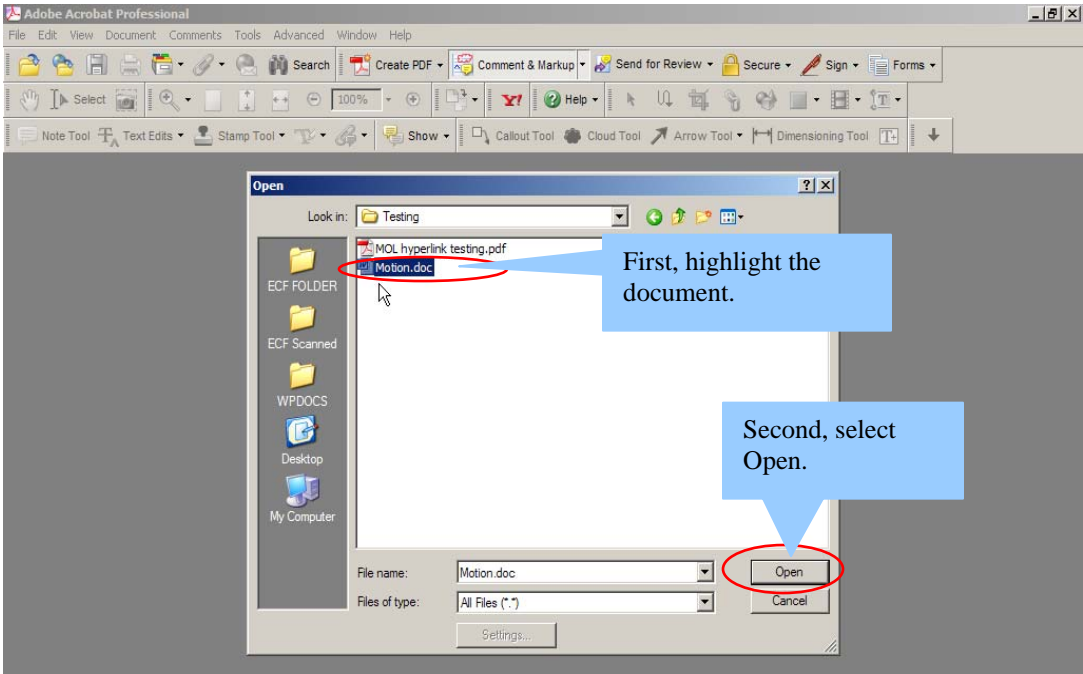 Adobe Acrobat Professional
File Edit View Document Comments Tools Advanced Window Help
Search Create PDF Comment & Markup Send for Review Secure Sign Forms
Select 100% Y! Help
Note Tool Text Edits Stamp Tool Show Callout Tool Cloud Tool Arrow Tool Dimensioning Tool
Open
Look in: Testing
MOL hyperlink testing.pdf
Motion.doc
First, highlight the
document.
ECF FOLDER
ECF Scanned
WPDOCS
Desktop
My Computer
Second, select
Open.
File name: Motion.doc Open
Files of type: All Files (*.*) Cancel
Settings...